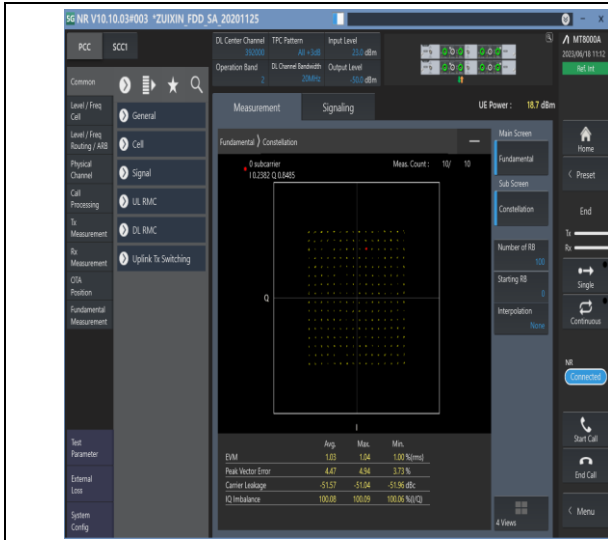 5G NR V10.10.03#003 *ZUIXIN_FDD_SA_20201125
PCC
SCC1
DL Center Channel
392000
TPC Pattern
All +3dB
Input Level
23.0 dBm
Operation Band
2
DL Channel Bandwidth
20MHz
Output Level
-50.0 dBm
MT8000A
2023/06/18 11:12
Ref. Int
Common
Level / Freq
Cell
Level / Freq
Routing / ARB
Physical
Channel
Call
Processing
Tx
Measurement
Rx
Measurement
OTA
Position
Fundamental
Measurement
Test
Parameter
External
Loss
System
Config
General
Cell
Signal
UL RMC
DL RMC
Uplink Tx Switching
Measurement
Signaling
UE Power : 18.7 dBm
Fundamental ❭ Constellation
0 subcarrier
I 0.2382 Q 0.8485
Meas. Count : 10/ 10
Q
I
Avg. Max. Min.
EVM 1.03 1.04 1.00 %(rms)
Peak Vector Error 4.47 4.94 3.73 %
Carrier Leakage -51.57 -51.04 -51.96 dBc
IQ Imbalance 100.08 100.09 100.06 %(I/Q)
Main Screen
Fundamental
Sub Screen
Constellation
Number of RB
100
Starting RB
0
Interpolation
None
4 Views
Home
Preset
End
Tx
Rx
Single
Continuous
NR
Connected
Start Call
End Call
Menu